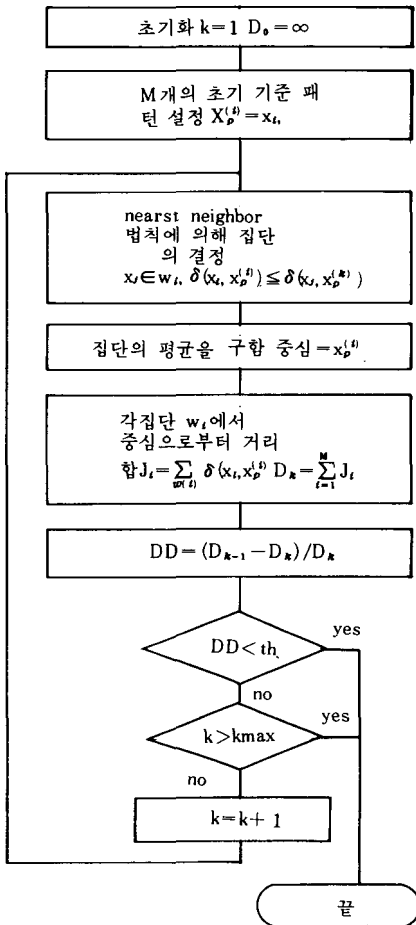 초기화 k=1 D₀=∞
M개의 초기 기준 패
턴 설정 X_p^(i)=x_i,
nearst neighbor
법칙에 의해 집단
의 결정
x_j∈w_i, δ(x_i, x_p^(i))≦δ(x_j, x_p^(k))
집단의 평균을 구함 중심=x_p^(i)
각집단 w_i에서
중심으로부터 거리
합J_i=∑_w(i) δ(x_i,x_p^(i)) D_k=∑_{i=1}^M J_i
DD=(D_{k-1}-D_k)/D_k
DD<th
yes
no
k>kmax
yes
no
k=k+1
끝